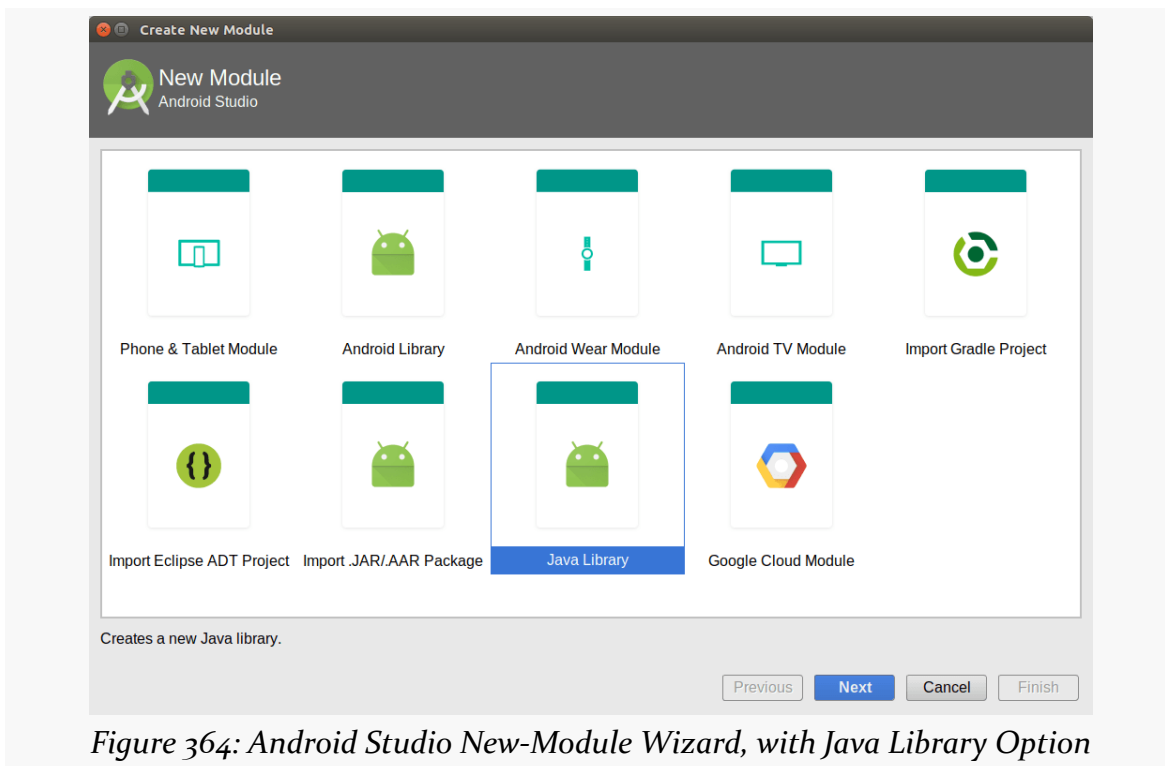 Create New Module
New Module
Android Studio
Phone & Tablet Module
Android Library
Android Wear Module
Android TV Module
Import Gradle Project
{}
Import Eclipse ADT Project
Import .JAR/.AAR Package
Java Library
Google Cloud Module
Creates a new Java library.
Previous
Next
Cancel
Finish
Figure 364: Android Studio New-Module Wizard, with Java Library Option